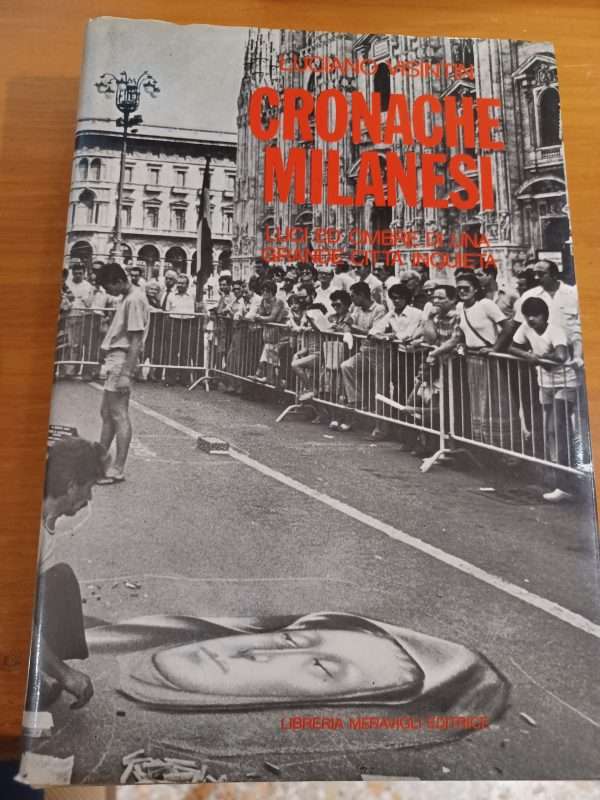 LUCIANO VISINTIN
CRONACHE
MILANESI
LUCI ED OMBRE DI UNA
GRANDE CITTÀ INQUIETA
LIBRERIA MERAVIGLI EDITRICE